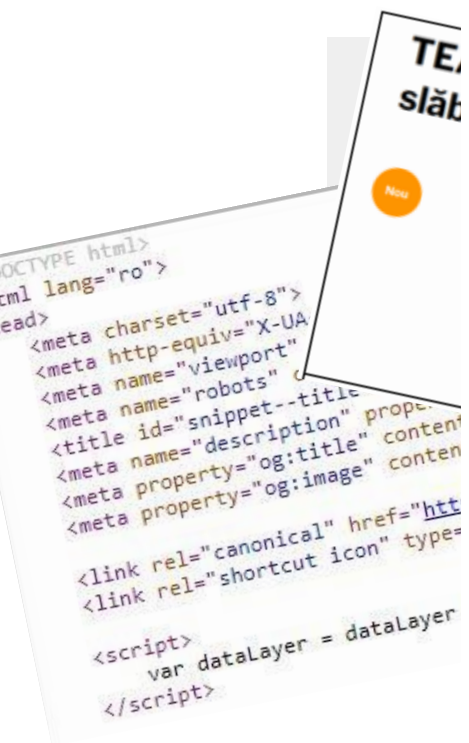 TEA
slăb
Nou
OCTYPE html>
tml lang="ro">
ead>
<meta charset="utf-8">
<meta http-equiv="X-UA
<meta name="viewport"
<meta name="robots" c
<title id="snippet--title
<meta name="description" prope
<meta property="og:title" content
<meta property="og:image" conten
<link rel="canonical" href="htt
<link rel="shortcut icon" type=
<script>
var dataLayer = dataLayer
</script>